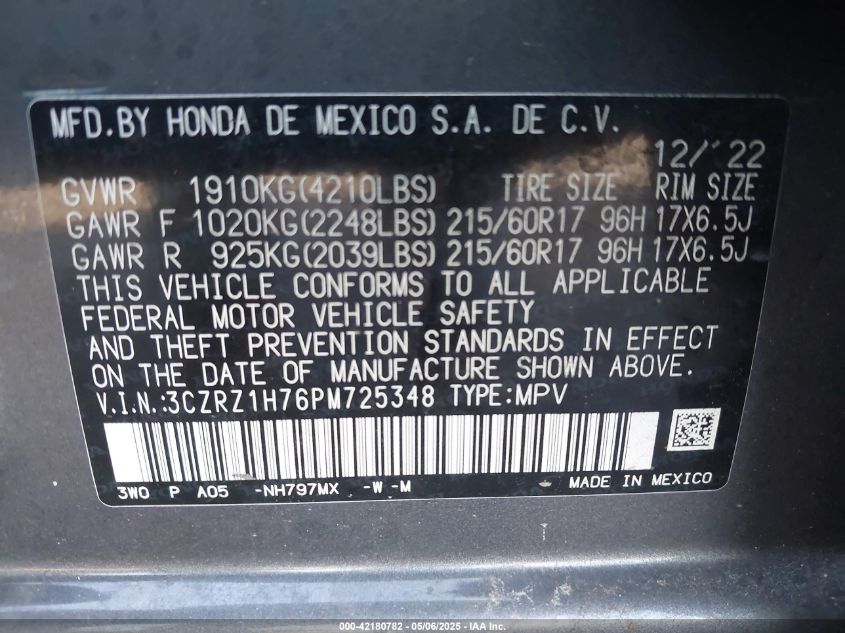 MFD.BY HONDA DE MEXICO S.A. DE C.V.
12/'22
GVWR 1910KG(4210LBS) TIRE SIZE RIM SIZE
GAWR F 1020KG(2248LBS) 215/60R17 96H 17X6.5J
GAWR R 925KG(2039LBS) 215/60R17 96H 17X6.5J
THIS VEHICLE CONFORMS TO ALL APPLICABLE
FEDERAL MOTOR VEHICLE SAFETY
AND THEFT PREVENTION STANDARDS IN EFFECT
ON THE DATE OF MANUFACTURE SHOWN ABOVE.
V.I.N.:3CZRZ1H76PM725348 TYPE:MPV
3W0 P A05 -NH797MX -W -M MADE IN MEXICO
000-42180782 - 05/06/2025 - IAA Inc.